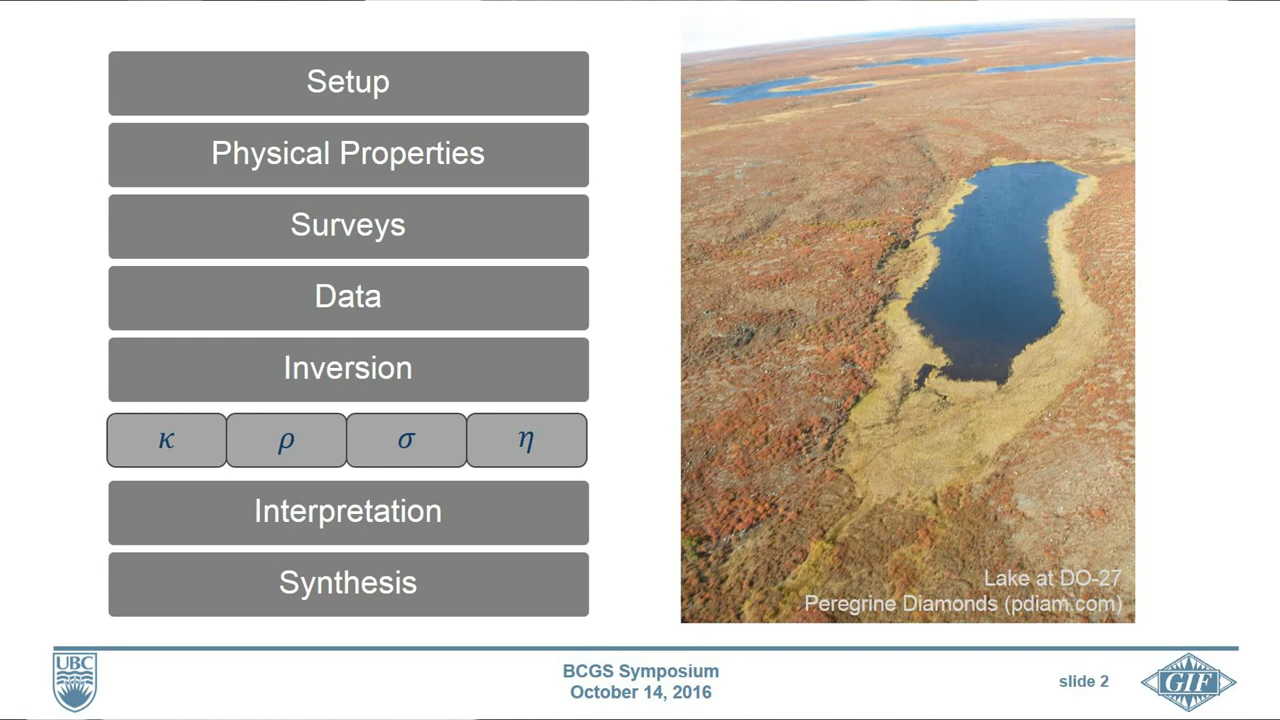 Setup
Physical Properties
Surveys
Data
Inversion
κ ρ σ η
Interpretation
Synthesis
Lake at DO-27
Peregrine Diamonds (pdiam.com)
UBC
BCGS Symposium
October 14, 2016
slide 2
GIF